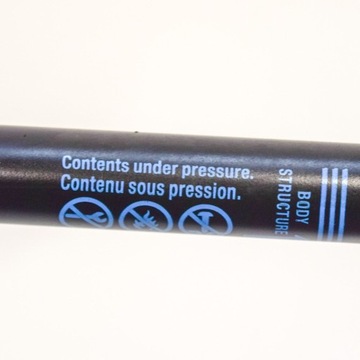 Contents under pressure.
Contenu sous pression.
BODY
STRUCTURE